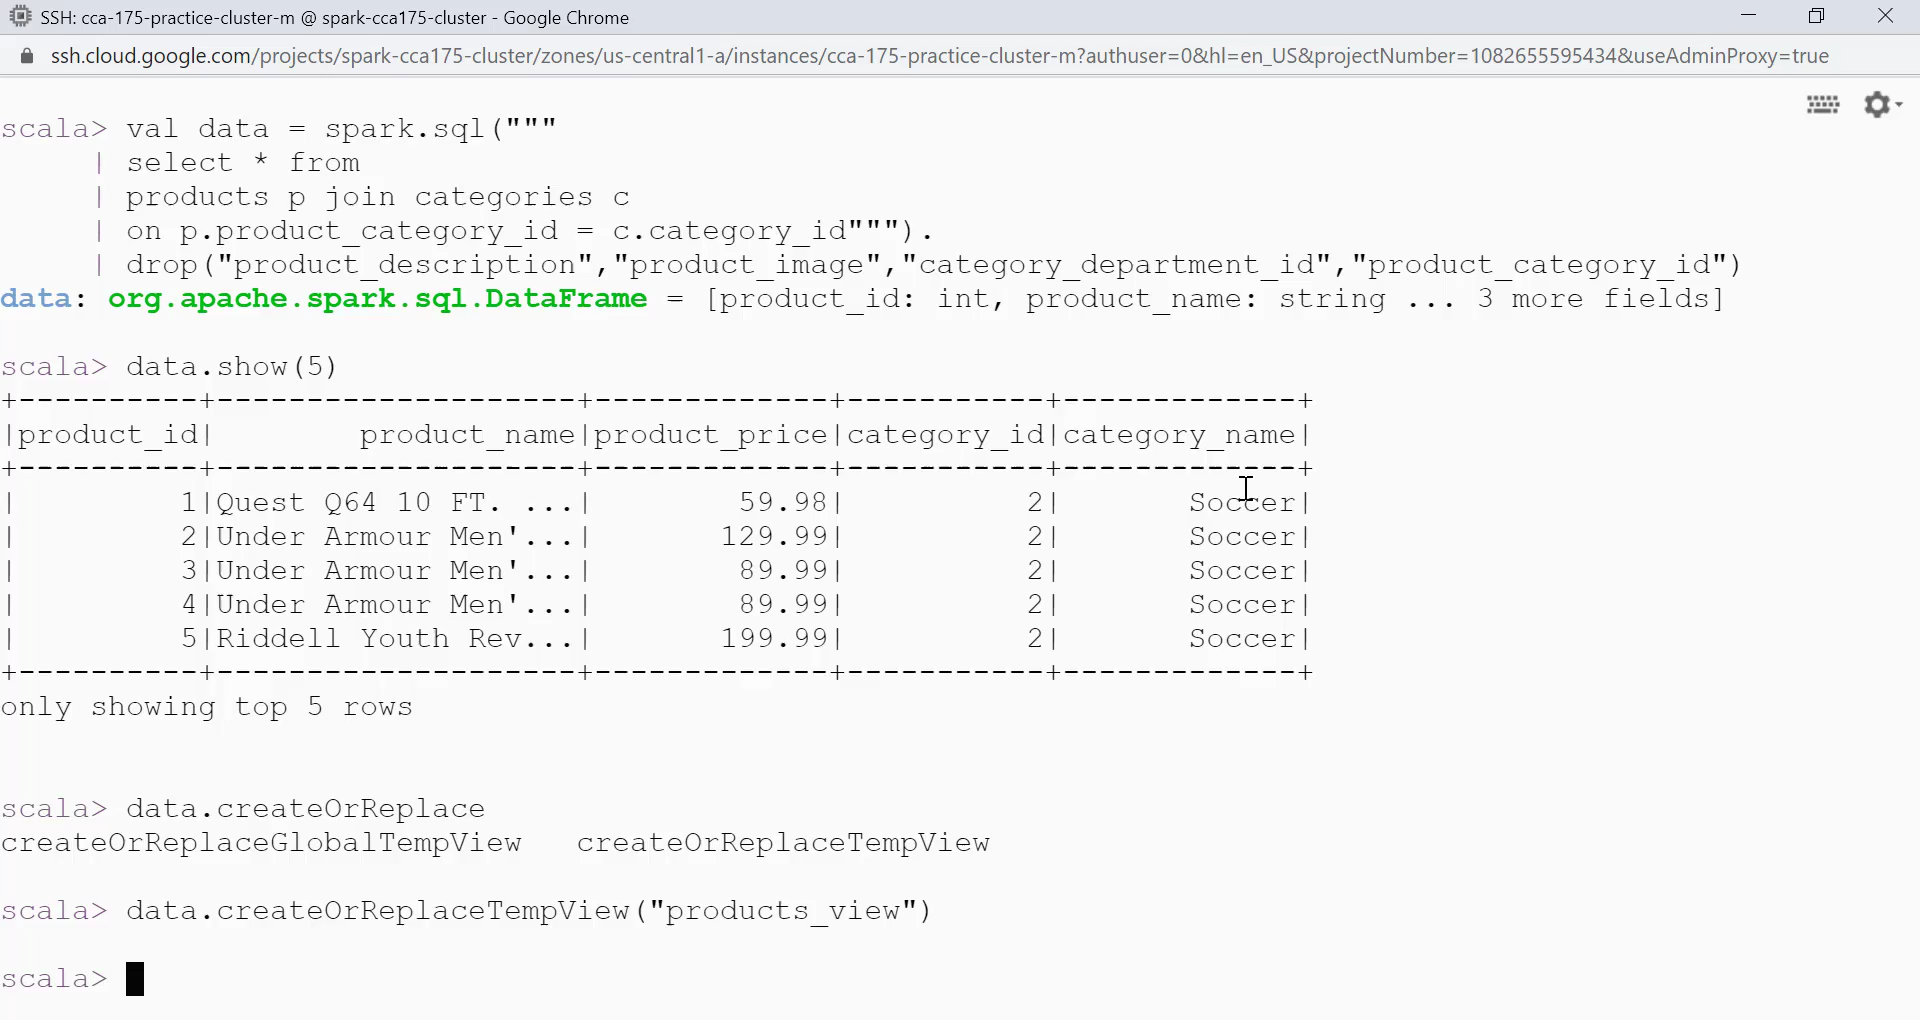 SSH: cca-175-practice-cluster-m @ spark-cca175-cluster - Google Chrome
ssh.cloud.google.com/projects/spark-cca175-cluster/zones/us-central1-a/instances/cca-175-practice-cluster-m?authuser=0&hl=en_US&projectNumber=1082655595434&useAdminProxy=true
scala> val data = spark.sql("""
     | select * from
     | products p join categories c
     | on p.product_category_id = c.category_id""").
     | drop("product_description","product_image","category_department_id","product_category_id")
data: org.apache.spark.sql.DataFrame = [product_id: int, product_name: string ... 3 more fields]
scala> data.show(5)
+----------+--------------------+-------------+-----------+-------------+
|product_id|        product_name|product_price|category_id|category_name|
+----------+--------------------+-------------+-----------+-------------+
|         1|Quest Q64 10 FT. ...|        59.98|          2|       Soccer|
|         2|Under Armour Men'...|       129.99|          2|       Soccer|
|         3|Under Armour Men'...|        89.99|          2|       Soccer|
|         4|Under Armour Men'...|        89.99|          2|       Soccer|
|         5|Riddell Youth Rev...|       199.99|          2|       Soccer|
+----------+--------------------+-------------+-----------+-------------+
only showing top 5 rows
scala> data.createOrReplace
createOrReplaceGlobalTempView   createOrReplaceTempView
scala> data.createOrReplaceTempView("products_view")
scala>